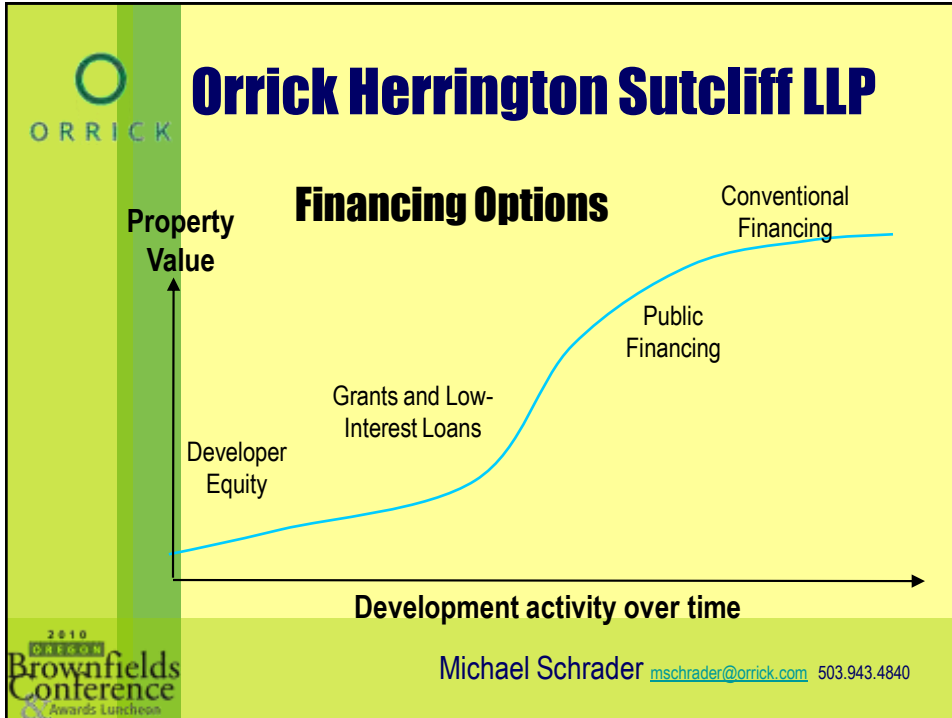 ORRICK
Orrick Herrington Sutcliff LLP
Financing Options
Property
Value
Conventional
Financing
Public
Financing
Grants and Low-
Interest Loans
Developer
Equity
Development activity over time
2010
OREGON
Brownfields
Conference
& Awards Luncheon
Michael Schrader mschrader@orrick.com 503.943.4840